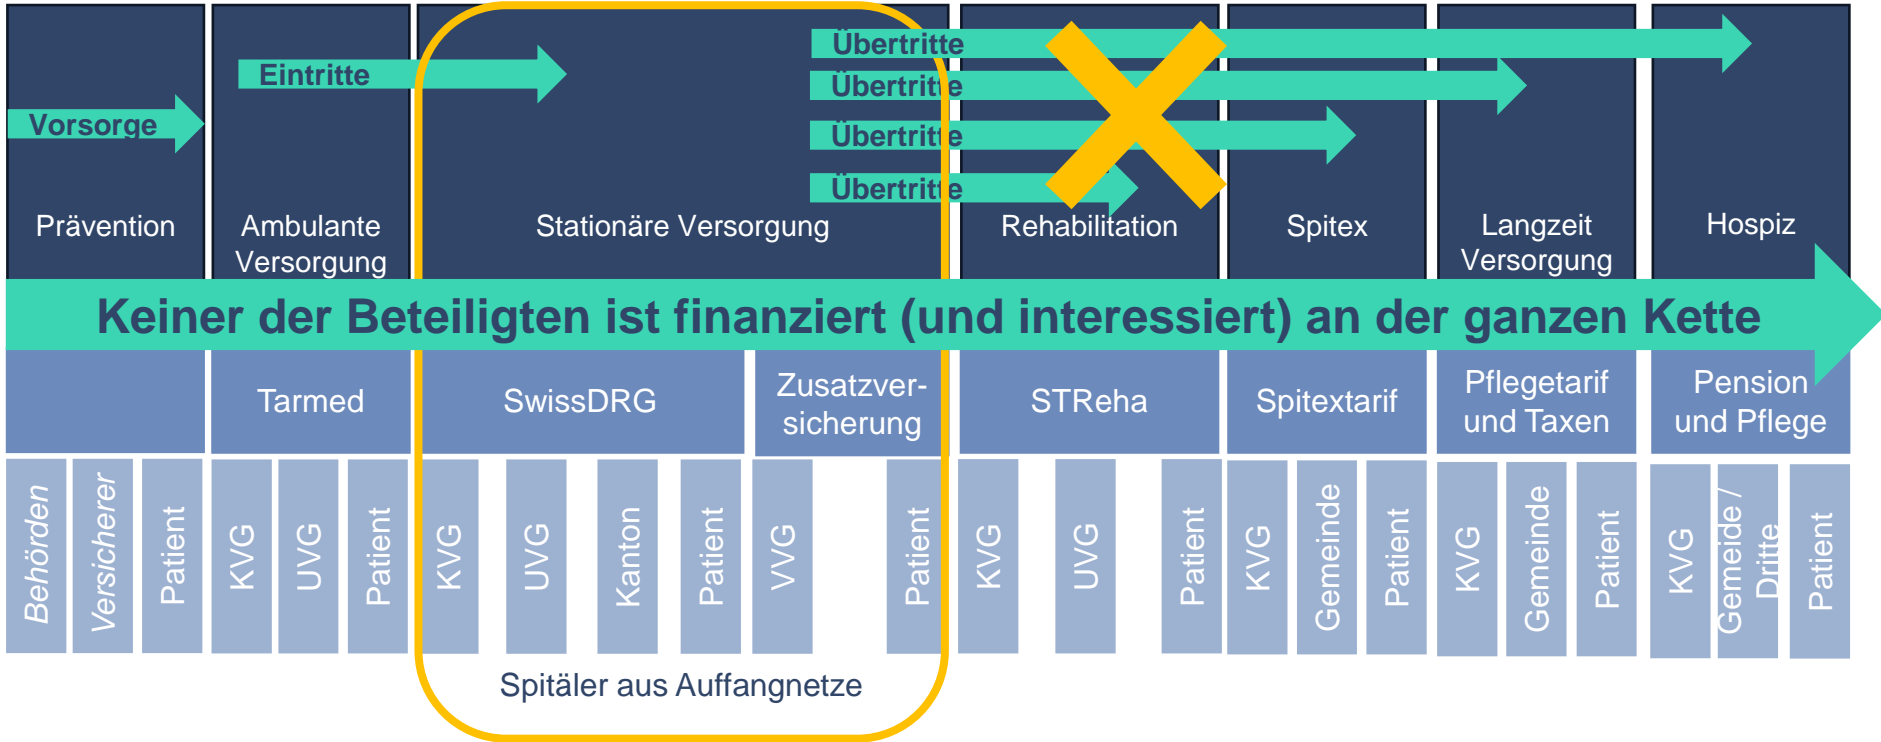 Übertritte
Eintritte
Übertritte
Vorsorge
Übertritte
Übertritte
Prävention
Ambulante
Versorgung
Stationäre Versorgung
Rehabilitation
Spitex
Langzeit
Versorgung
Hospiz
Keiner der Beteiligten ist finanziert (und interessiert) an der ganzen Kette
Tarmed
SwissDRG
Zusatzver-
sicherung
STReha
Spitextarif
Pflegetarif
und Taxen
Pension
und Pflege
Behörden
Versicherer
Patient
KVG
UVG
Patient
KVG
UVG
Kanton
Patient
VVG
Patient
KVG
UVG
Patient
KVG
Gemeinde
Patient
KVG
Gemeinde
Patient
KVG
Gemeide /
Dritte
Patient
Spitäler aus Auffangnetze